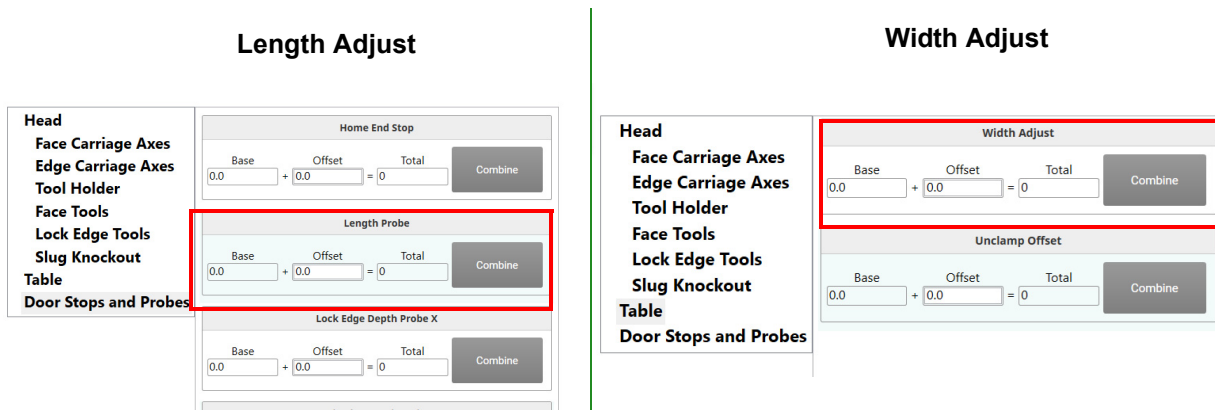 Length Adjust
Head
Face Carriage Axes
Edge Carriage Axes
Tool Holder
Face Tools
Lock Edge Tools
Slug Knockout
Table
Door Stops and Probes
Home End Stop
Base Offset Total
0.0 + 0.0 = 0 Combine
Length Probe
Base Offset Total
0.0 + 0.0 = 0 Combine
Lock Edge Depth Probe X
Base Offset Total
0.0 + 0.0 = 0 Combine
Width Adjust
Head
Face Carriage Axes
Edge Carriage Axes
Tool Holder
Face Tools
Lock Edge Tools
Slug Knockout
Table
Door Stops and Probes
Width Adjust
Base Offset Total
0.0 + 0.0 = 0 Combine
Unclamp Offset
Base Offset Total
0.0 + 0.0 = 0 Combine